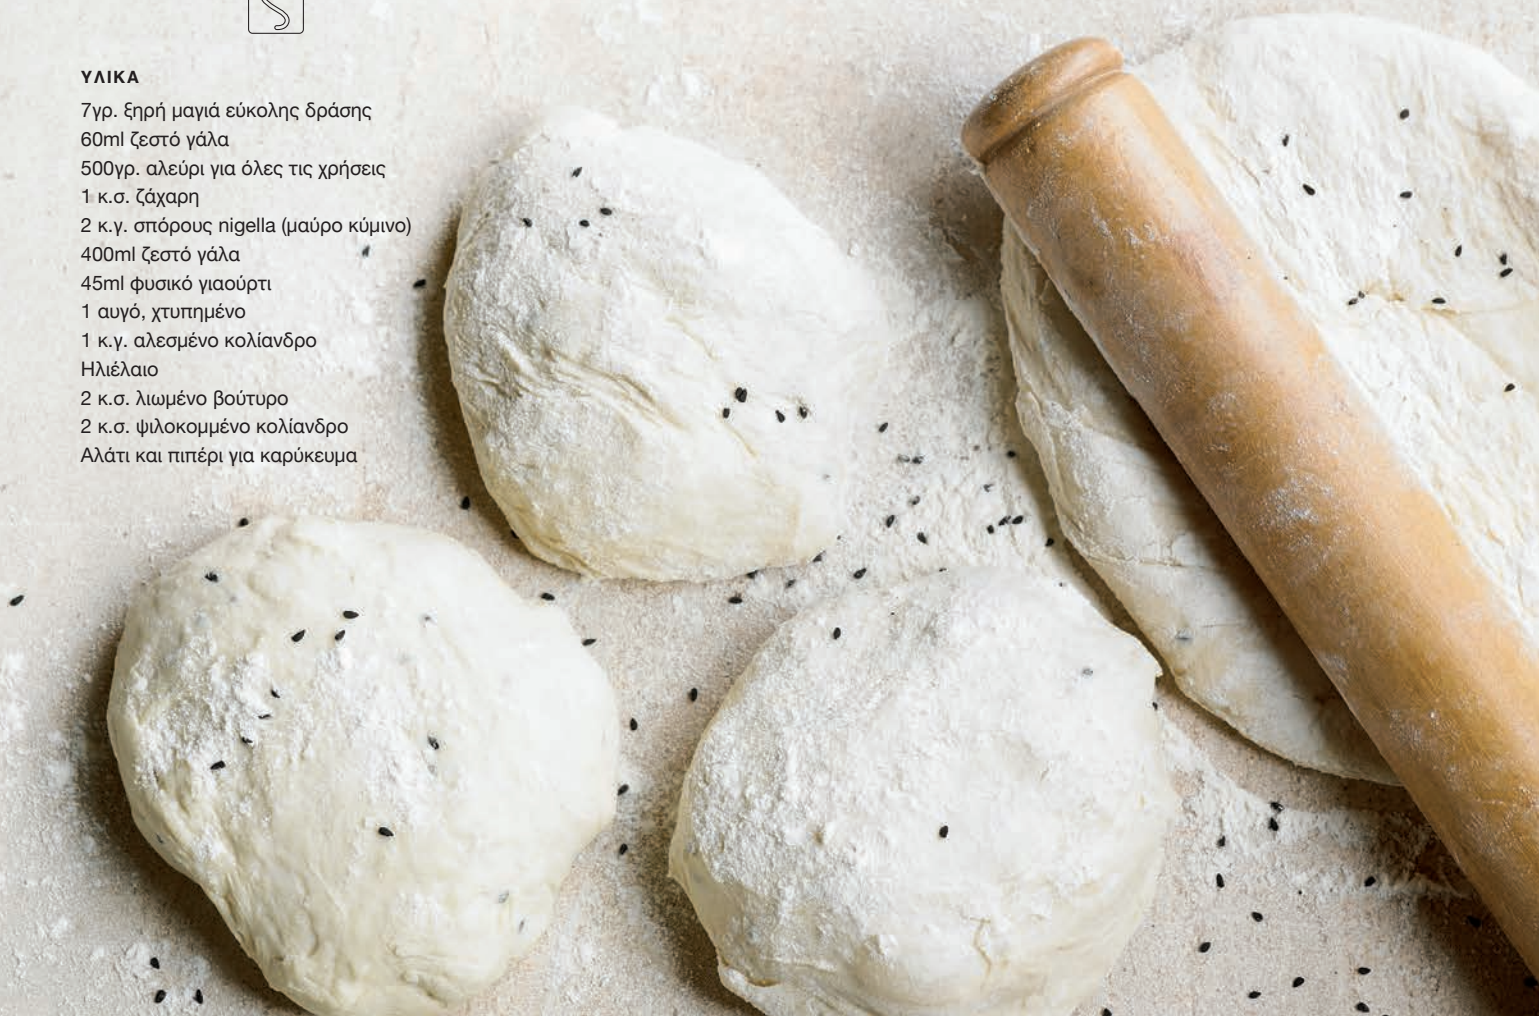 ΥΛΙΚΑ
7γρ. ξηρή μαγιά εύκολης δράσης
60ml ζεστό γάλα
500γρ. αλεύρι για όλες τις χρήσεις
1 κ.σ. ζάχαρη
2 κ.γ. σπόρους nigella (μαύρο κύμινο)
400ml ζεστό γάλα
45ml φυσικό γιαούρτι
1 αυγό, χτυπημένο
1 κ.γ. αλεσμένο κολίανδρο
Ηλιέλαιο
2 κ.σ. λιωμένο βούτυρο
2 κ.σ. ψιλοκομμένο κολίανδρο
Αλάτι και πιπέρι για καρύκευμα